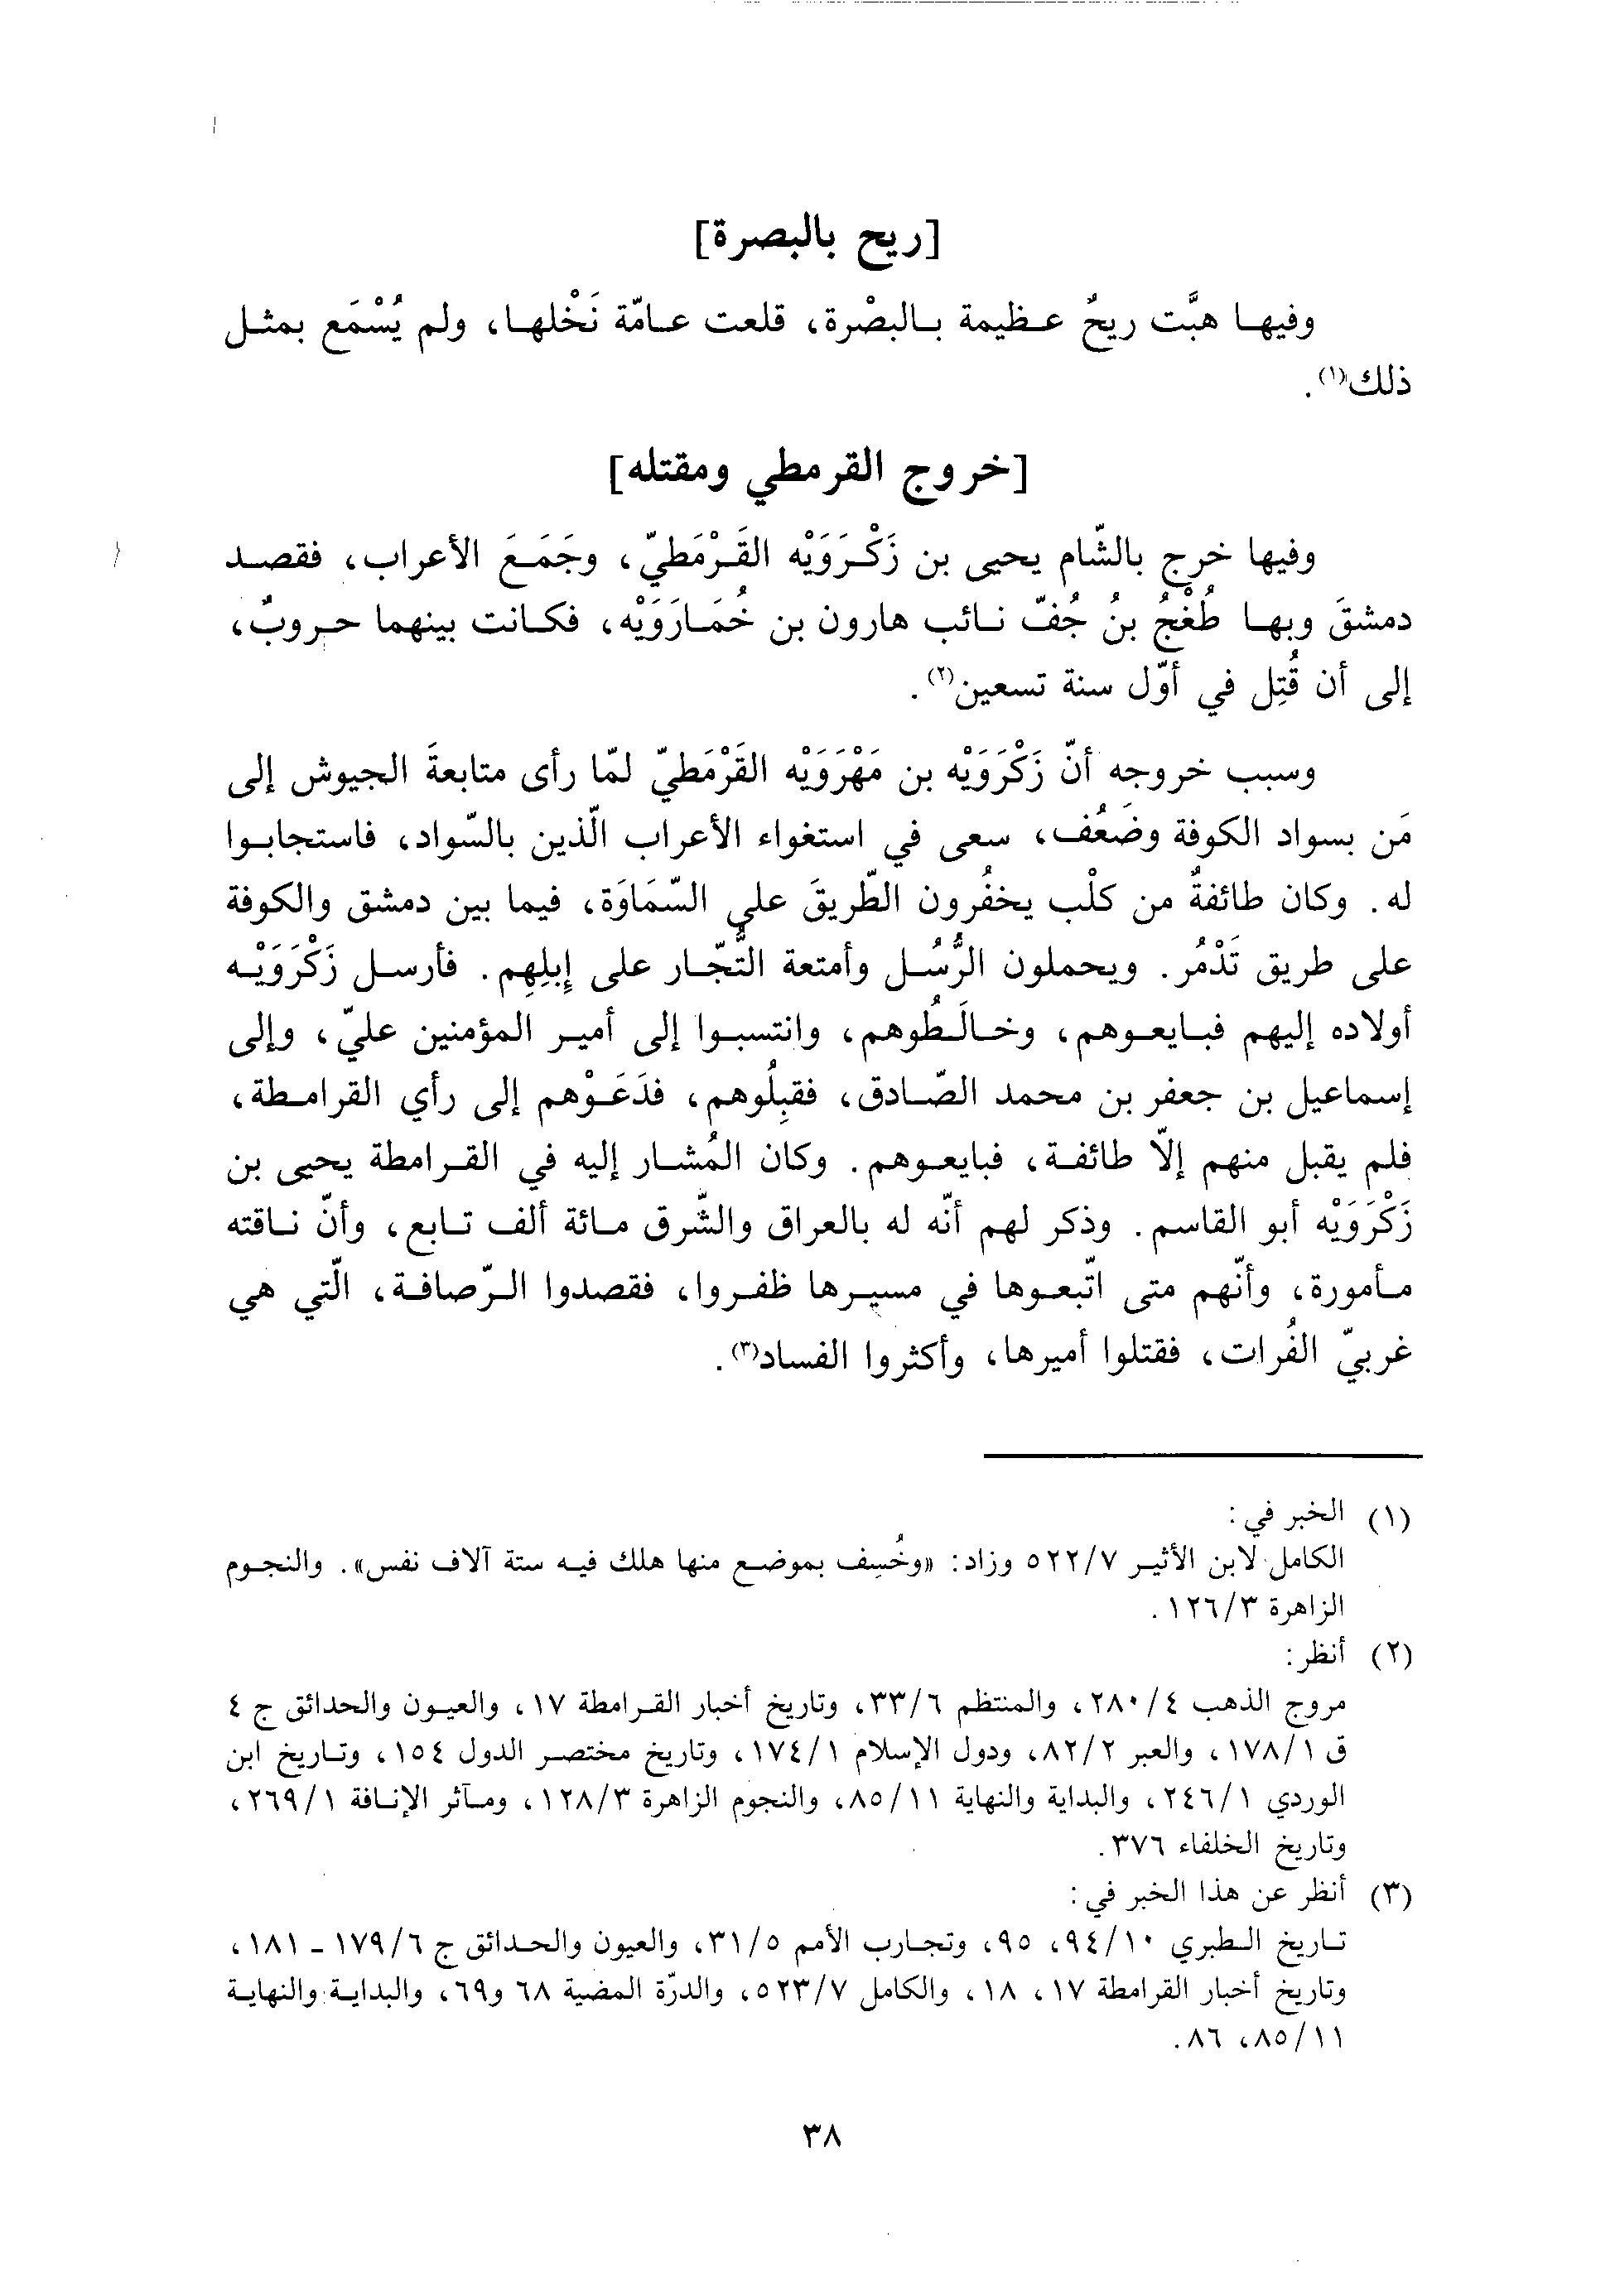 [ريح بالبصرة]
وفيها هبَّت ريحٌ عظيمة بالبصْرة، قلعت عامّة نَخْلها، ولم يُسْمَع بمثل
ذلك(١).
[خروج القرمطي ومقتله]
وفيها خرج بالشّام يحيى بن زَكْرَوَيْه القَرْمَطيّ، وجَمَعَ الأعراب، فقصد
دمشقَ وبها طُغْجُ بنُ جُفّ نائب هارون بن خُمَارَوَيْه، فكانت بينهما حروبٌ،
إلى أن قُتِل في أوّل سنة تسعين(٢).
وسبب خروجه أنّ زَكْرَوَيْه بن مَهْرَوَيْه القَرْمَطيّ لمّا رأى متابعةَ الجيوش إلى
مَن بسواد الكوفة وضَعُف، سعى في استغواء الأعراب الّذين بالسّواد، فاستجابوا
له. وكان طائفةٌ من كلْب يخفُرون الطّريقَ على السّمَاوَة، فيما بين دمشق والكوفة
على طريق تَدْمُر. ويحملون الرُّسُل وأمتعة التُّجّار على إِبلِهِم. فأرسل زَكْرَوَيْه
أولاده إليهم فبايعوهم، وخالَطُوهم، وانتسبوا إلى أمير المؤمنين عليّ، وإلى
إسماعيل بن جعفر بن محمد الصّادق، فقبِلُوهم، فدَعَوْهم إلى رأي القرامطة،
فلم يقبل منهم إلاّ طائفة، فبايعوهم. وكان المُشار إليه في القرامطة يحيى بن
زَكْرَوَيْه أبو القاسم. وذكر لهم أنّه له بالعراق والشّرق مائة ألف تابع، وأنّ ناقته
مأمورة، وأنّهم متى اتّبعوها في مسيرها ظفروا، فقصدوا الرّصافة، الّتي هي
غربيّ الفُرات، فقتلوا أميرها، وأكثروا الفساد(٣).
(١) الخبر في:
الكامل لابن الأثير ٥٢٢/٧ وزاد: «وخُسِف بموضع منها هلك فيه ستة آلاف نفس». والنجوم
الزاهرة ١٢٦/٣.
(٢) أنظر:
مروج الذهب ٢٨٠/٤، والمنتظم ٣٣/٦، وتاريخ أخبار القرامطة ١٧، والعيون والحدائق ج ٤
ق ١٧٨/١، والعبر ٨٢/٢، ودول الإسلام ١٧٤/١، وتاريخ مختصر الدول ١٥٤، وتاريخ ابن
الوردي ٢٤٦/١، والبداية والنهاية ٨٥/١١، والنجوم الزاهرة ١٢٨/٣، ومآثر الإنافة ٢٦٩/١،
وتاريخ الخلفاء ٣٧٦.
(٣) أنظر عن هذا الخبر في:
تاريخ الطبري ٩٤/١٠، ٩٥، وتجارب الأمم ٣١/٥، والعيون والحدائق ج ١٧٩/٦ - ١٨١،
وتاريخ أخبار القرامطة ١٧، ١٨، والكامل ٥٢٣/٧، والدرّة المضية ٦٨ و٦٩، والبداية والنهاية
٨٥/١١، ٨٦.
٣٨